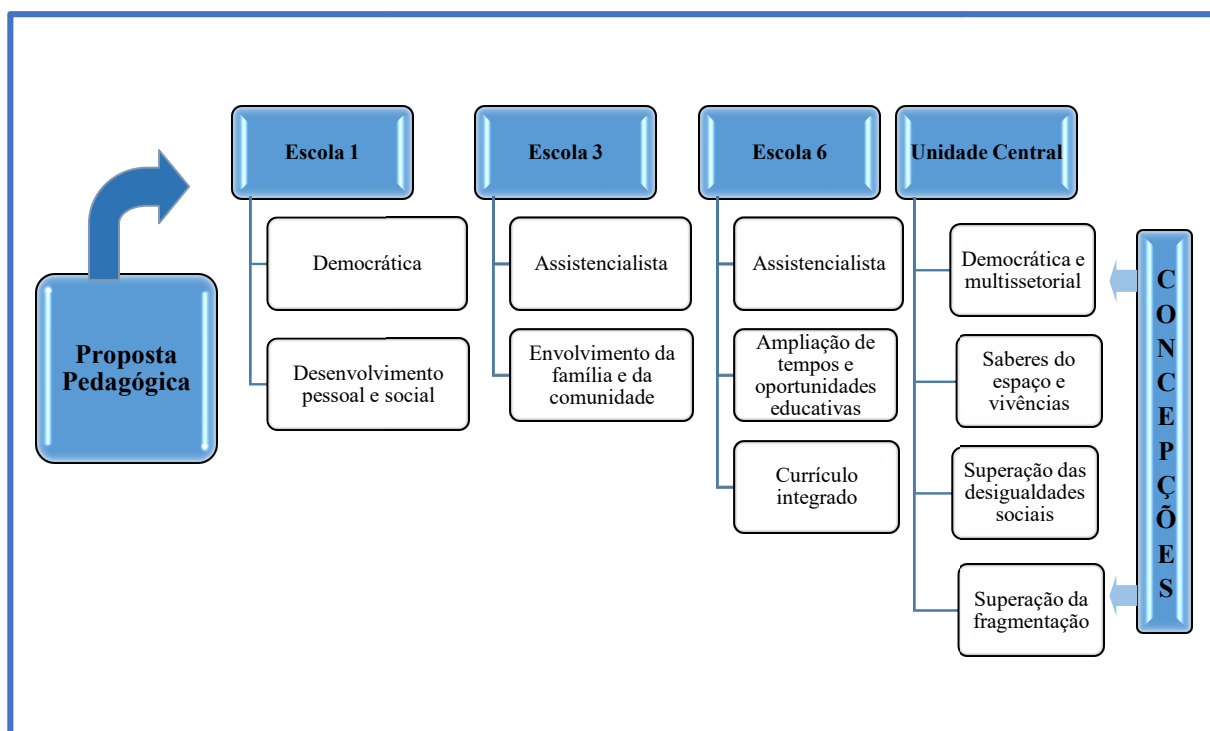 Proposta
Pedagógica
Escola 1
Democrática
Desenvolvimento
pessoal e social
Escola 3
Assistencialista
Envolvimento da
família e da
comunidade
Escola 6
Assistencialista
Ampliação de
tempos e
oportunidades
educativas
Currículo
integrado
Unidade Central
Democrática e
multissetorial
Saberes do
espaço e
vivências
Superação das
desigualdades
sociais
Superação da
fragmentação
CONCEPÇÕES